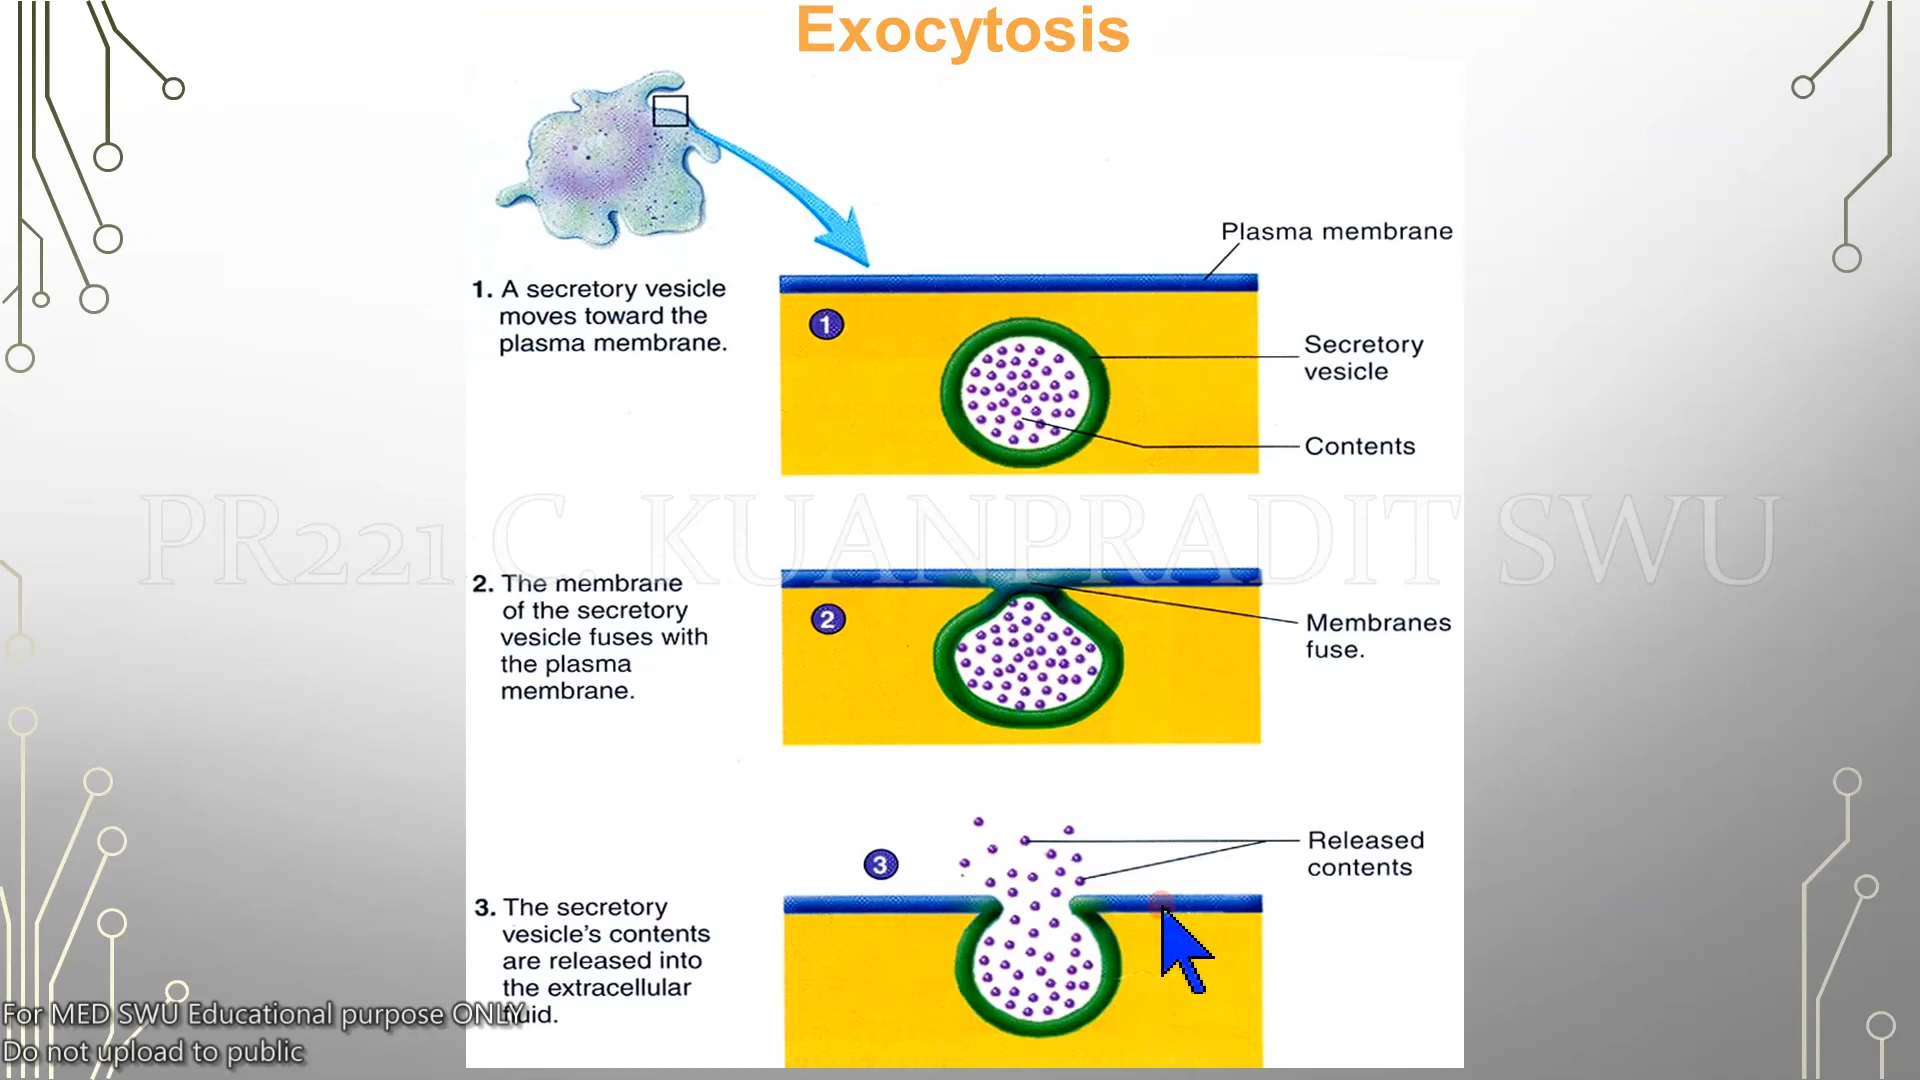 Exocytosis
Plasma membrane
1. A secretory vesicle
moves toward the
plasma membrane.
1
Secretory
vesicle
Contents
PR221 C. KUANPRADIT SWU
2. The membrane
of the secretory
vesicle fuses with
the plasma
membrane.
2
Membranes
fuse.
3
Released
contents
3. The secretory
vesicle's contents
are released into
the extracellular
fluid.
For MED SWU Educational purpose ONLY.
Do not upload to public